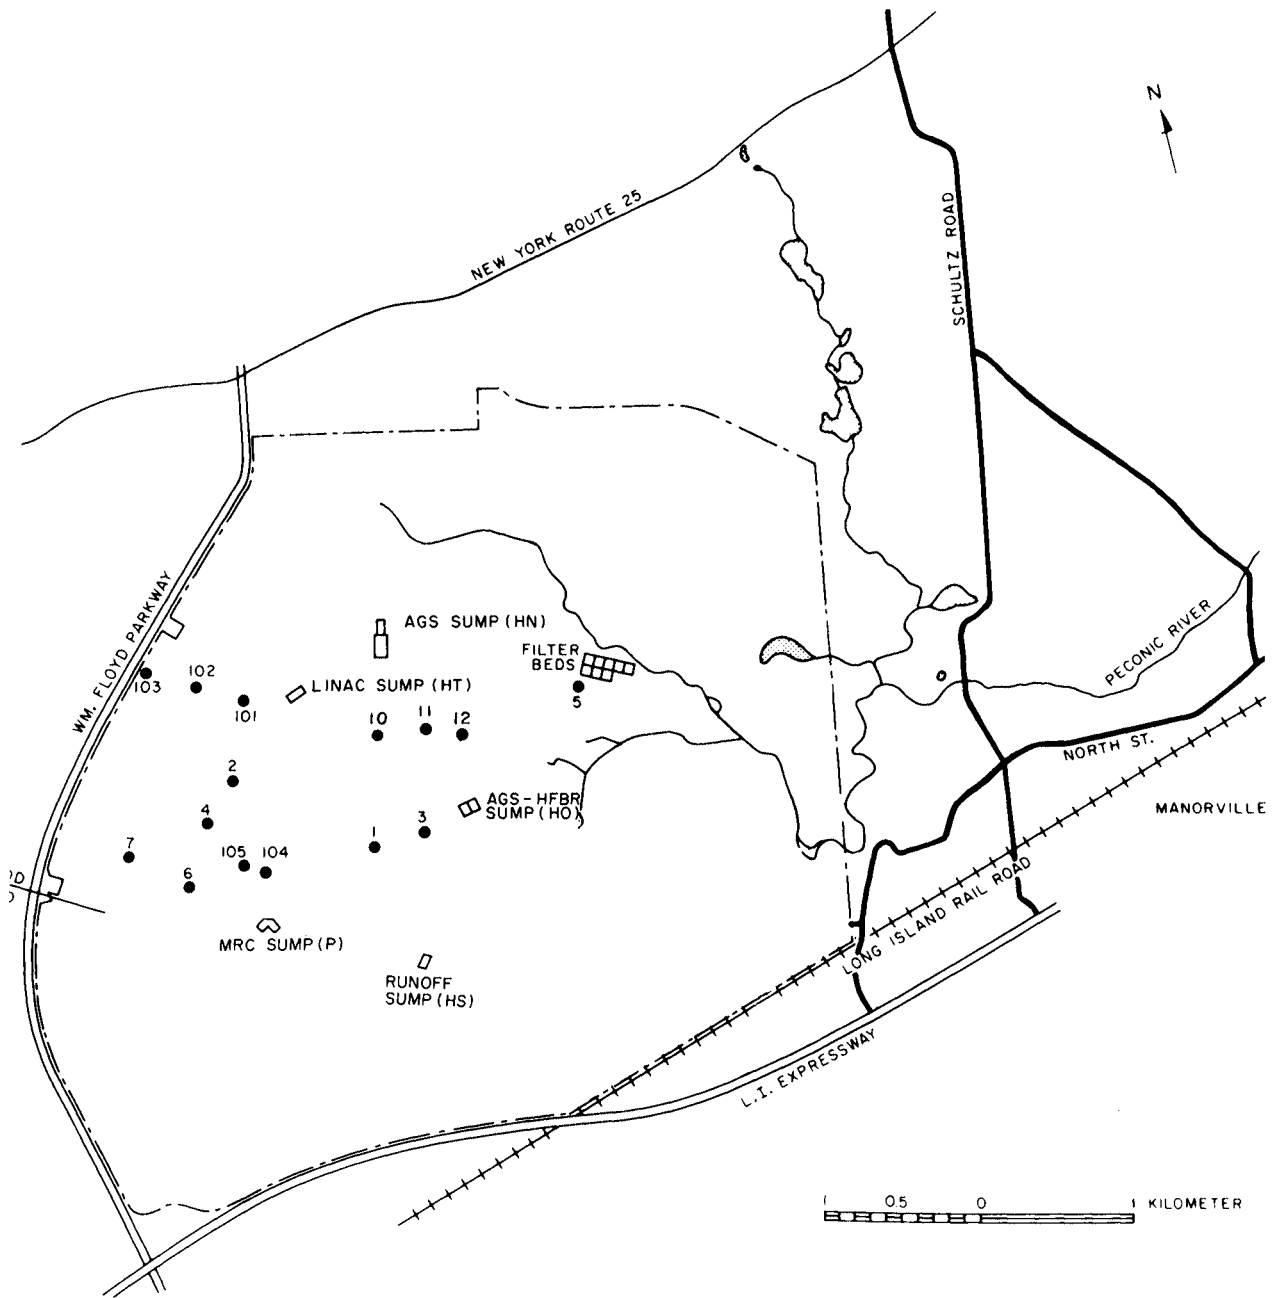 N
NEW YORK ROUTE 25
SCHULTZ ROAD
WM. FLOYD PARKWAY
AGS SUMP (HN)
FILTER
BEDS
LINAC SUMP (HT)
103
102
101
10
11
12
5
PECONIC RIVER
NORTH ST.
MANORVILLE
2
4
7
6
105
104
1
3
AGS-HFBR
SUMP (HO)
MRC SUMP (P)
RUNOFF
SUMP (HS)
LONG ISLAND RAIL ROAD
L.I. EXPRESSWAY
1 0.5 0 1 KILOMETER